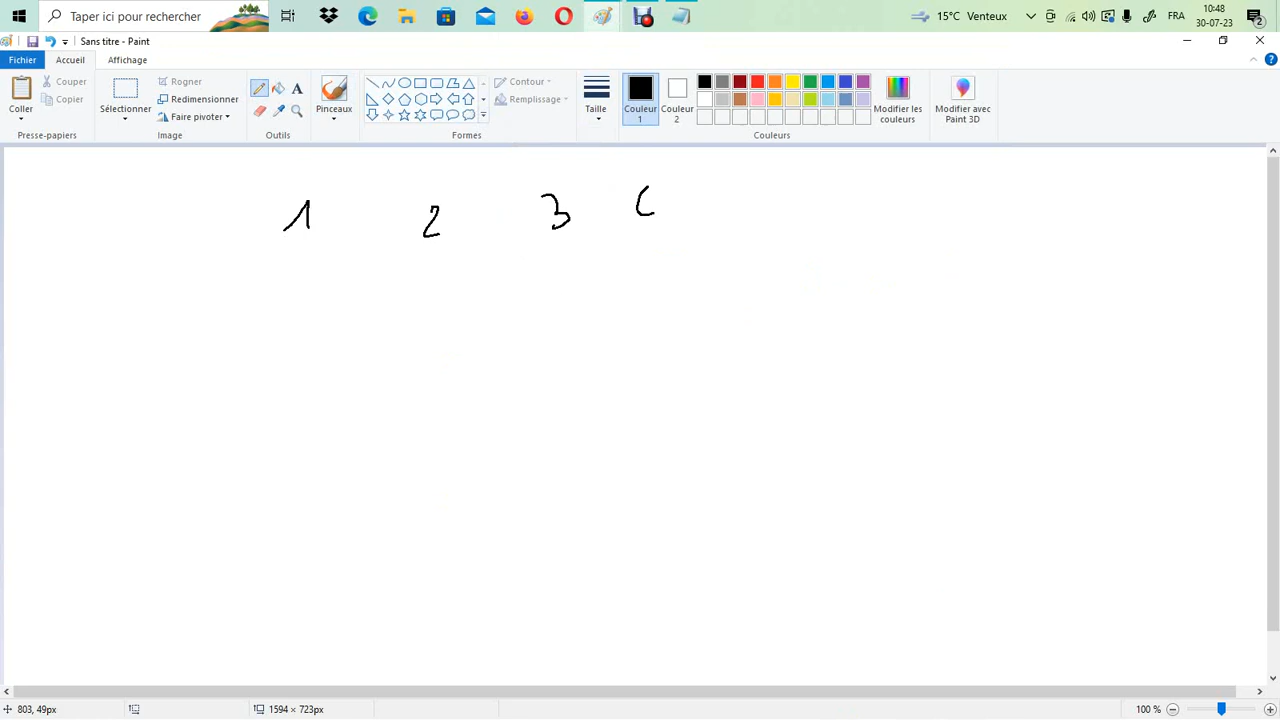 Taper ici pour rechercher 15°C Venteux FRA 10:48
30-07-23
2
Sans titre - Paint
Fichier Accueil Affichage
Coller
Couper
Copier
Presse-papiers
Sélectionner
Rogner
Redimensionner
Faire pivoter
Image
A
Outils
Pinceaux
Contour
Remplissage
Formes
Taille
Couleur
1
Couleur
2
Modifier les
couleurs
Couleurs
Modifier avec
Paint 3D
1 2 3
803, 49px 1594 × 723px 100 %